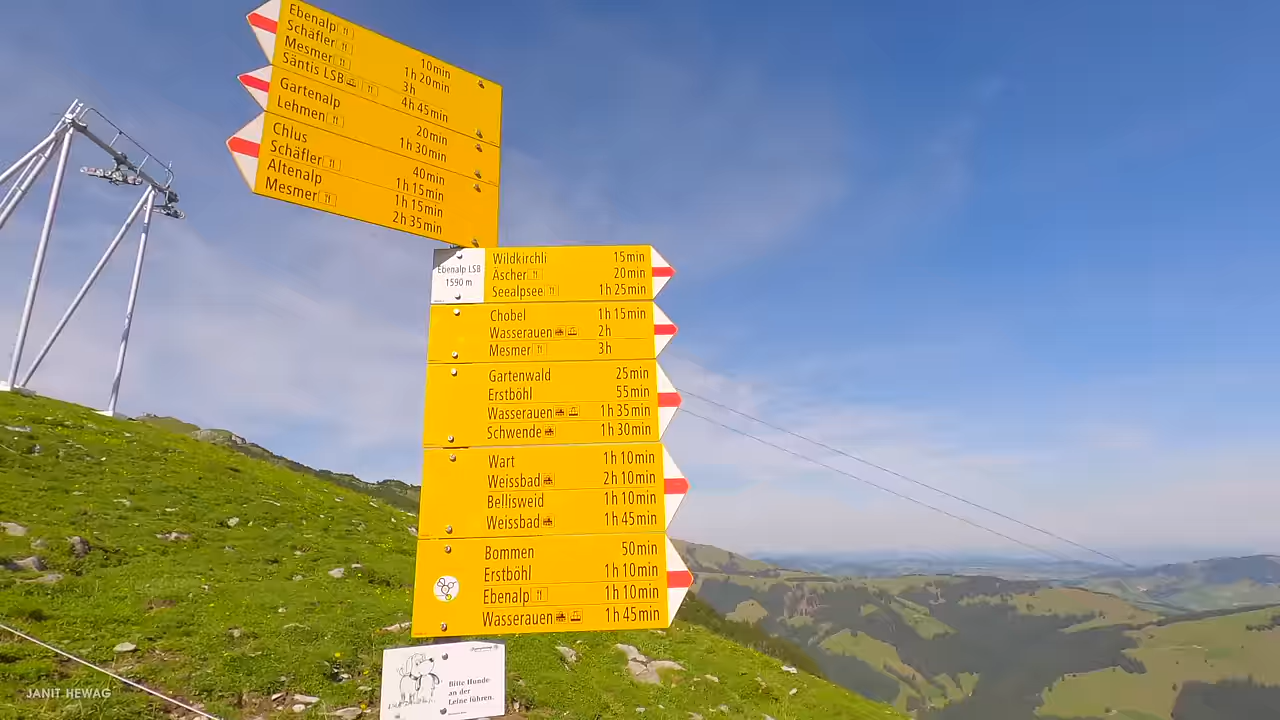 Ebenalp 10min
Schäfler 1h 20min
Mesmer 3h
Säntis LSB 4h 45min
Gartenalp 20min
Lehmen 1h 30min
Chlus 40min
Schäfler 1h 15min
Altenalp 1h 15min
Mesmer 2h 35min
Ebenalp LSB
1590 m
Wildkirchli 15min
Äscher 20min
Seealpsee 1h 25min
Chobel 1h 15min
Wasserauen 2h
Mesmer 3h
Gartenwald 25min
Erstböhl 55min
Wasserauen 1h 35min
Schwende 1h 30min
Wart 1h 10min
Weissbad 2h 10min
Bellisweid 1h 10min
Weissbad 1h 45min
Bommen 50min
Erstböhl 1h 10min
Ebenalp 1h 10min
Wasserauen 1h 45min
Bitte Hunde
an der
Leine führen.
JANIT HEWAG